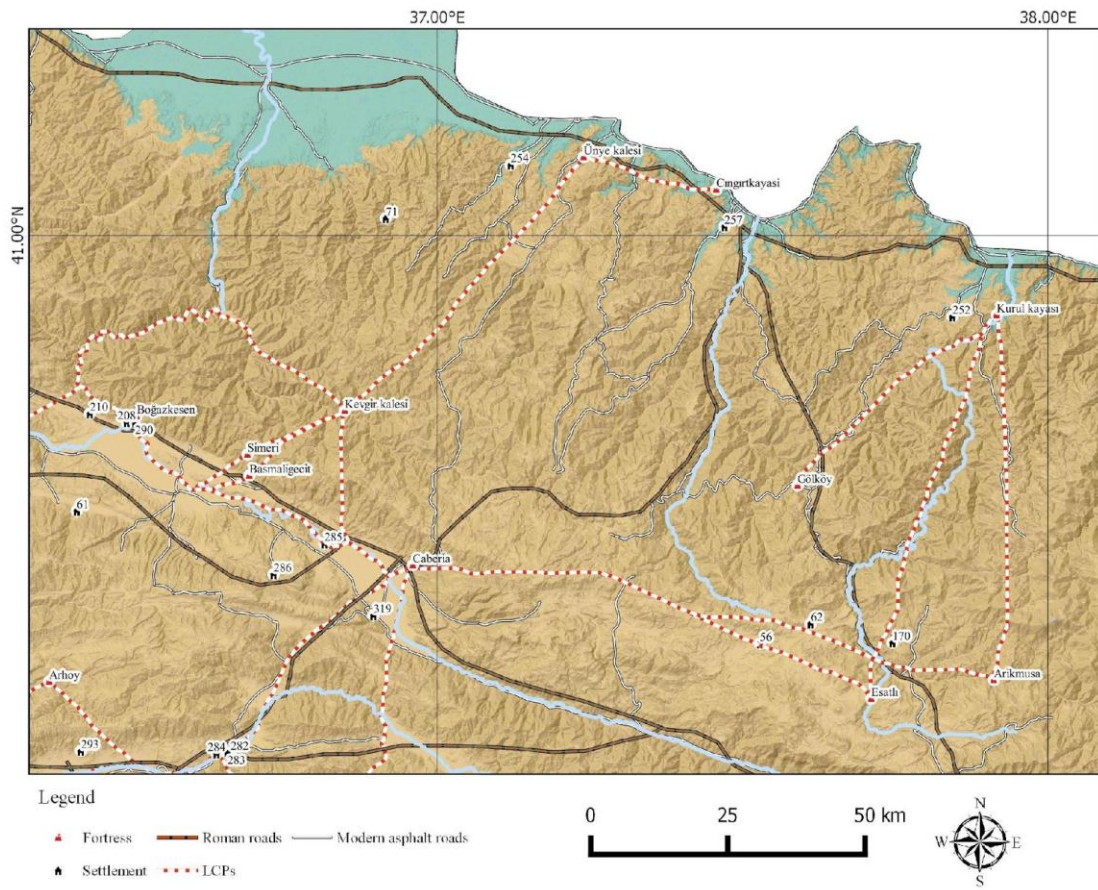 37.00°E
38.00°E
41.00°N
254
Ünye kalesi
Cıngırtkayasi
71
257
252
Kurul kayası
210
208
Boğazkesen
290
Kevgir kalesi
Simeri
Basmaligecit
Gölköy
61
285
286
Caberia
319
62
56
170
Arhoy
Arikmusa
Esatlı
293
284
282
283
Legend
Fortress
Roman roads
Modern asphalt roads
Settlement
LCPs
0
25
50 km
N
W
E
S